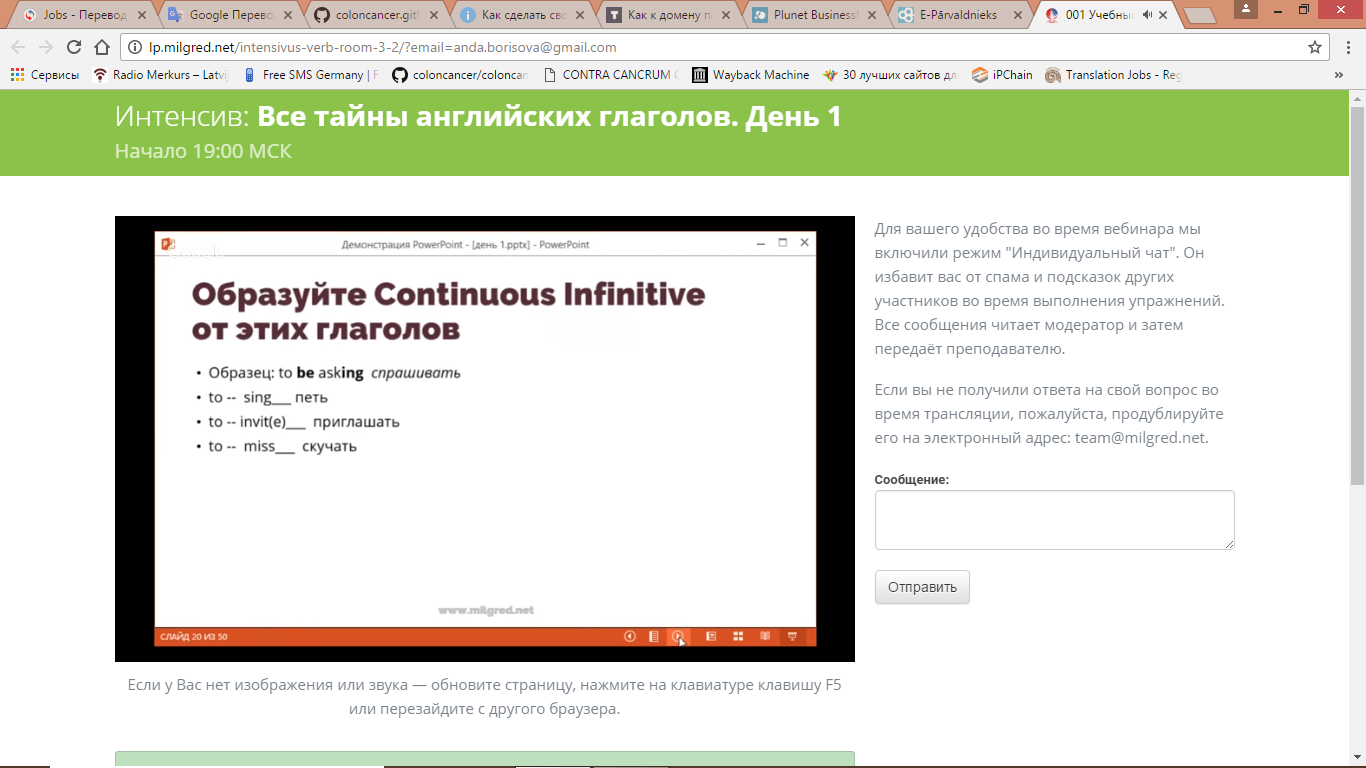 Jobs - Перевод
Google Перево
coloncancer.gith
Как сделать сво
Как к домену п
Plunet Business
E-Pārvaldnieks
001 Учебны
lp.milgred.net/intensivus-verb-room-3-2/?email=anda.borisova@gmail.com
Сервисы
Radio Merkurs – Latvij
Free SMS Germany | F
coloncancer/coloncan
CONTRA CANCRUM C
Wayback Machine
30 лучших сайтов дл
iPChain
Translation Jobs - Reg
»
Интенсив: Все тайны английских глаголов. День 1
Начало 19:00 МСК
Демонстрация PowerPoint - [день 1.pptx] - PowerPoint
Образуйте Continuous Infinitive
от этих глаголов
• Образец: to be asking спрашивать
• to -- sing___ петь
• to -- invit(e)___ приглашать
• to -- miss___ скучать
www.milgred.net
СЛАЙД 20 ИЗ 50
Если у Вас нет изображения или звука — обновите страницу, нажмите на клавиатуре клавишу F5
или перезайдите с другого браузера.
Для вашего удобства во время вебинара мы
включили режим "Индивидуальный чат". Он
избавит вас от спама и подсказок других
участников во время выполнения упражнений.
Все сообщения читает модератор и затем
передаёт преподавателю.
Если вы не получили ответа на свой вопрос во
время трансляции, пожалуйста, продублируйте
его на электронный адрес: team@milgred.net.
Сообщение:
Отправить